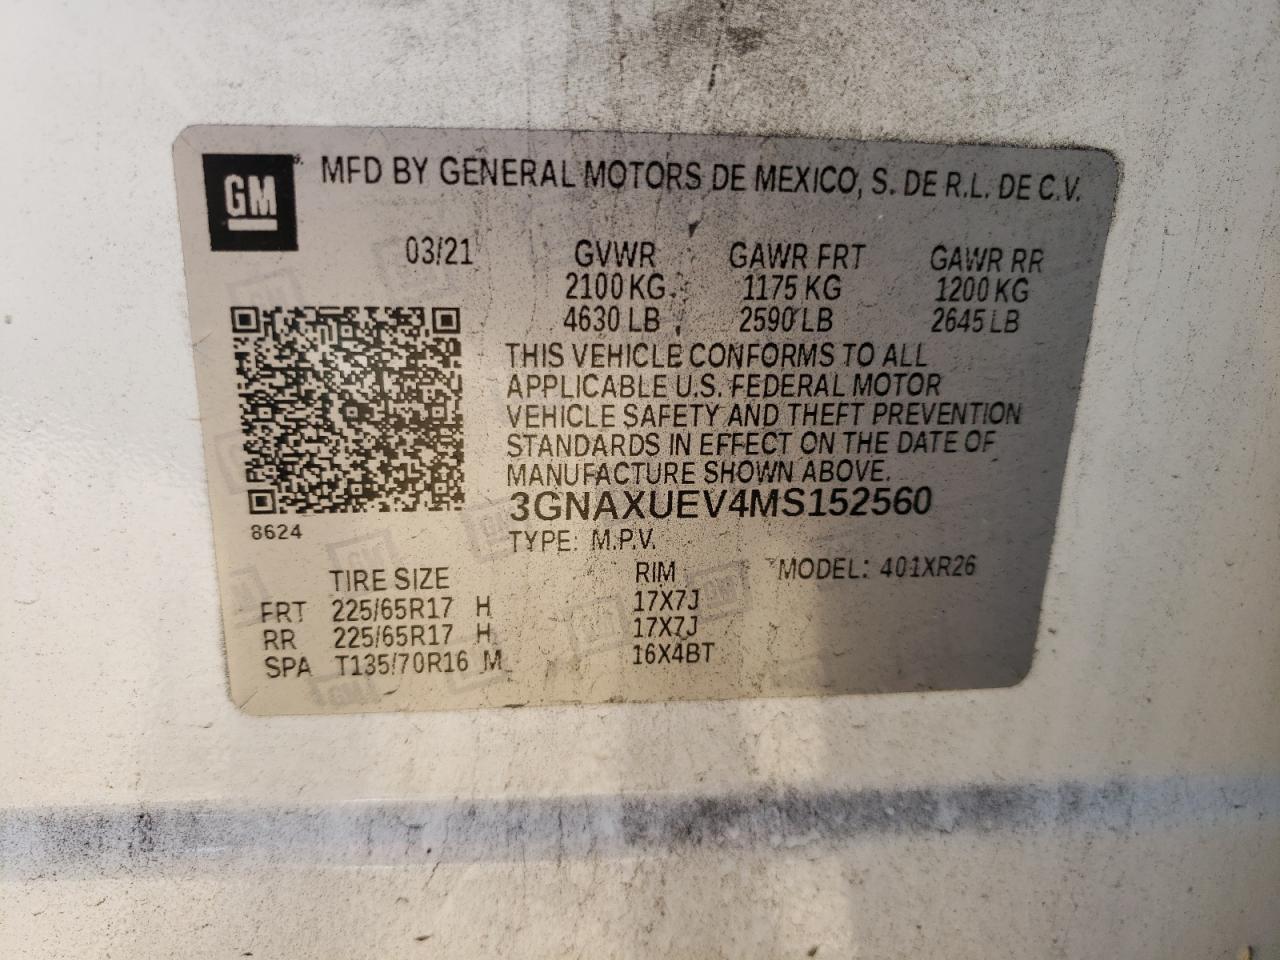 GM
MFD BY GENERAL MOTORS DE MEXICO, S. DE R.L. DE C.V.
03/21 GVWR GAWR FRT GAWR RR
2100 KG 1175 KG 1200 KG
4630 LB 2590 LB 2645 LB
THIS VEHICLE CONFORMS TO ALL
APPLICABLE U.S. FEDERAL MOTOR
VEHICLE SAFETY AND THEFT PREVENTION
STANDARDS IN EFFECT ON THE DATE OF
MANUFACTURE SHOWN ABOVE.
3GNAXUEV4MS152560
8624
TYPE: M.P.V.
TIRE SIZE RIM MODEL: 401XR26
FRT 225/65R17 H 17X7J
RR 225/65R17 H 17X7J
SPA T135/70R16 M 16X4BT